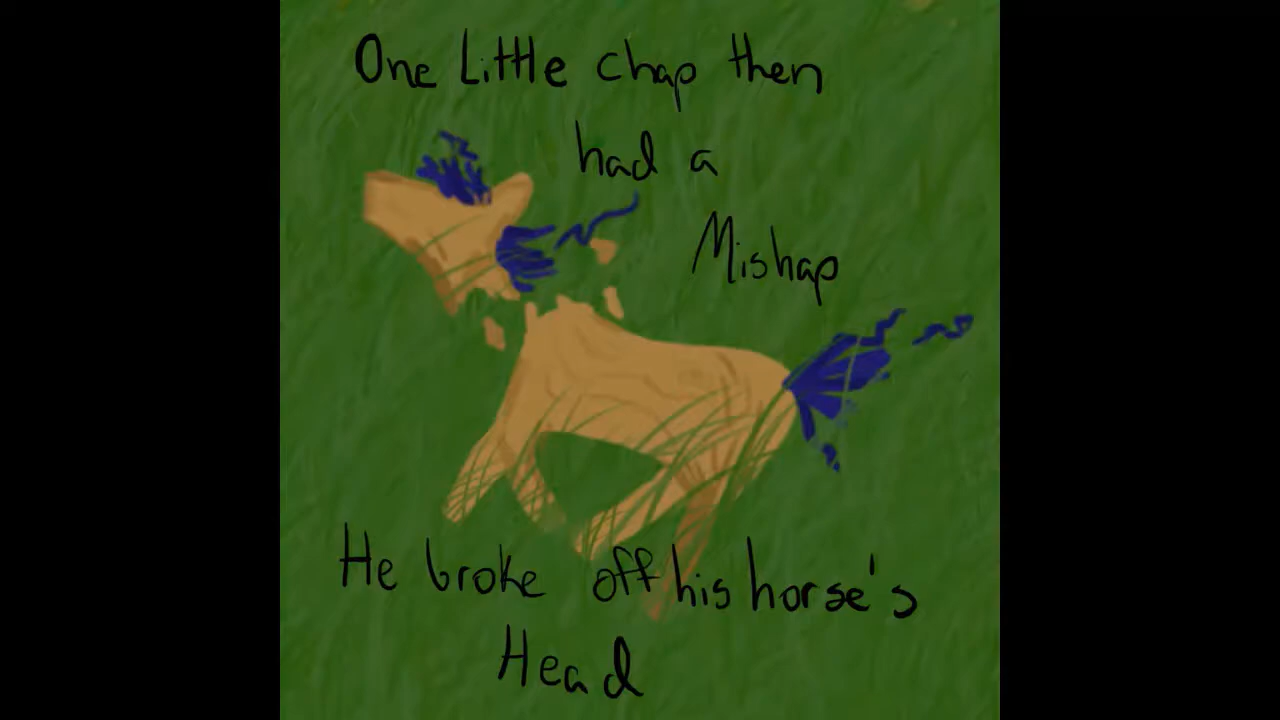 One Little chap then
had a
Mishap
He broke off his horse's
Head